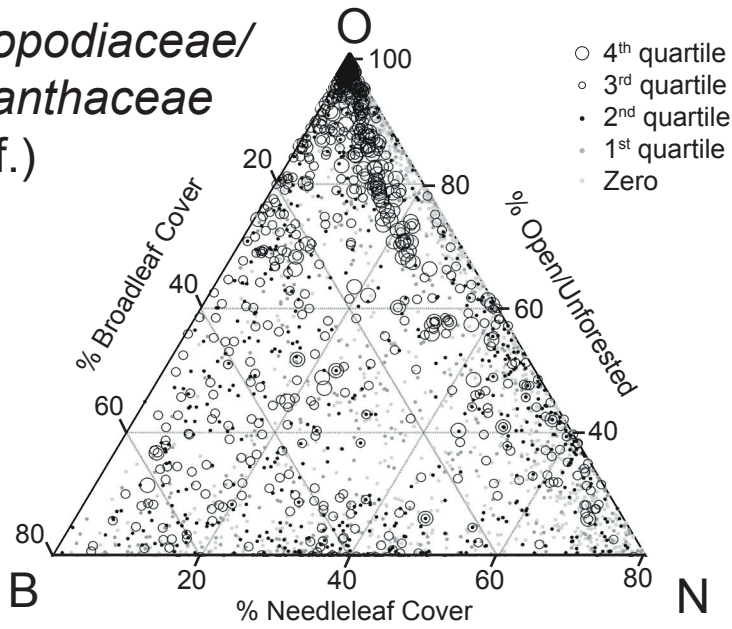 opodiaceae/
anthaceae
f.)
O
100
80
60
40
20
40
60
80
% Broadleaf Cover
% Open/Unforested
4th quartile
3rd quartile
2nd quartile
1st quartile
Zero
B
20
40
60
80
N
% Needleleaf Cover